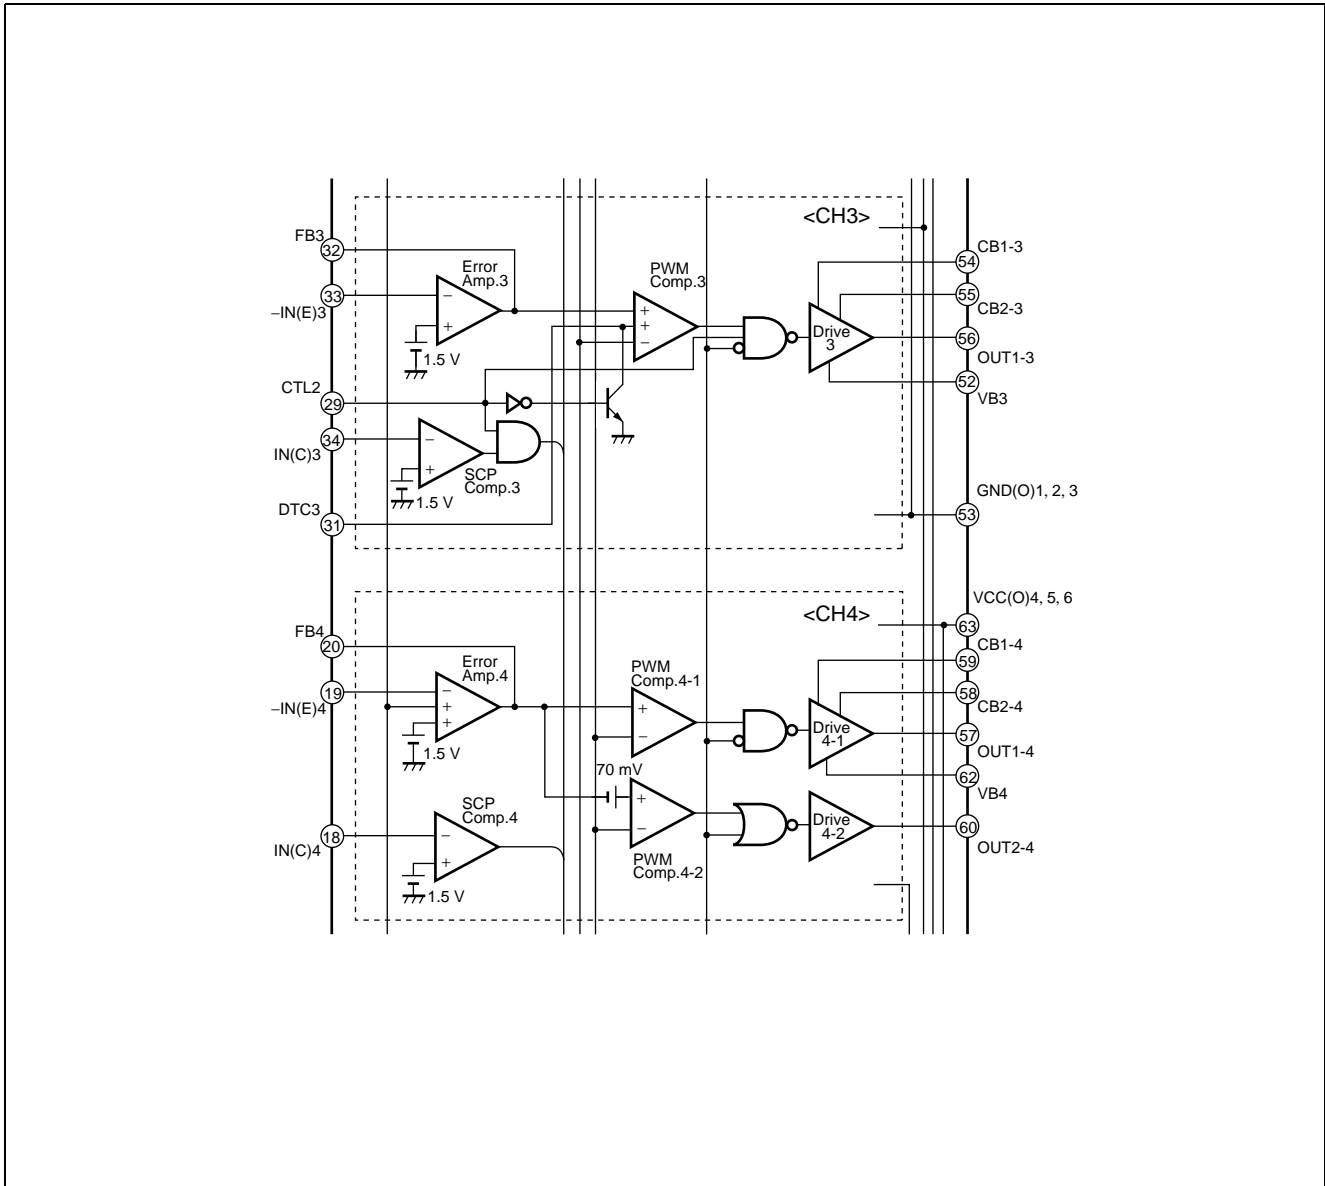 <CH3>
FB3
32
CB1-3
54
Error
Amp.3
PWM
Comp.3
33
−IN(E)3
−
+
1.5 V
+
+
−
Drive
3
55
CB2-3
56
OUT1-3
CTL2
29
52
VB3
34
IN(C)3
−
+
1.5 V
SCP
Comp.3
DTC3
31
GND(O)1, 2, 3
53
VCC(O)4, 5, 6
63
<CH4>
FB4
20
CB1-4
59
Error
Amp.4
PWM
Comp.4-1
19
−IN(E)4
−
+
+
1.5 V
+
−
Drive
4-1
58
CB2-4
57
OUT1-4
70 mV
62
VB4
18
IN(C)4
SCP
Comp.4
−
+
1.5 V
+
−
PWM
Comp.4-2
Drive
4-2
60
OUT2-4